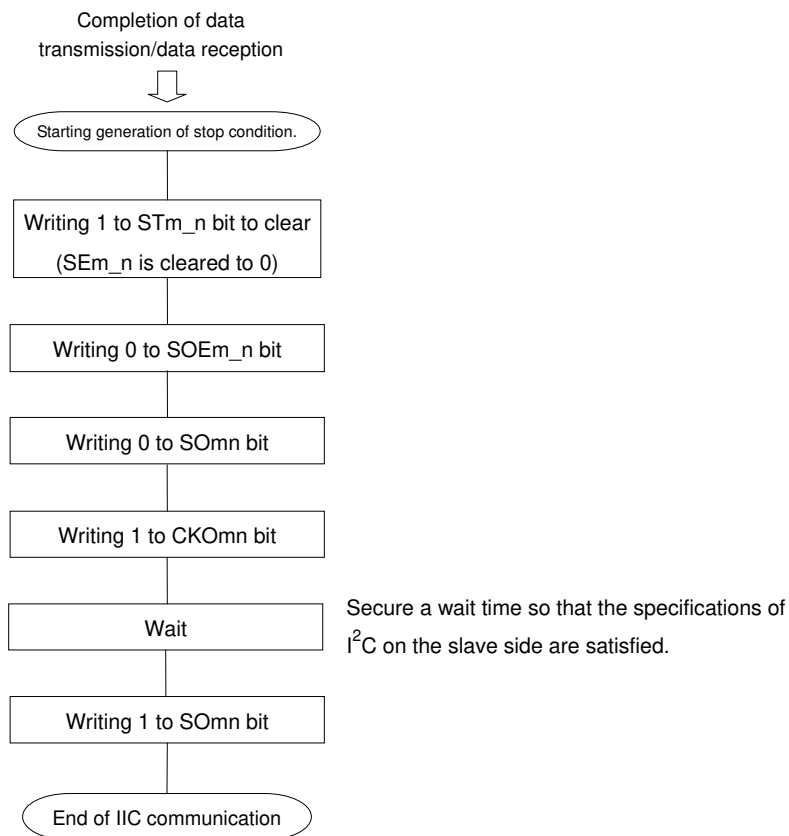 Completion of data
transmission/data reception
Starting generation of stop condition.
Writing 1 to STm_n bit to clear
(SEm_n is cleared to 0)
Writing 0 to SOEm_n bit
Writing 0 to SOmn bit
Writing 1 to CKOmn bit
Wait
Secure a wait time so that the specifications of
I²C on the slave side are satisfied.
Writing 1 to SOmn bit
End of IIC communication